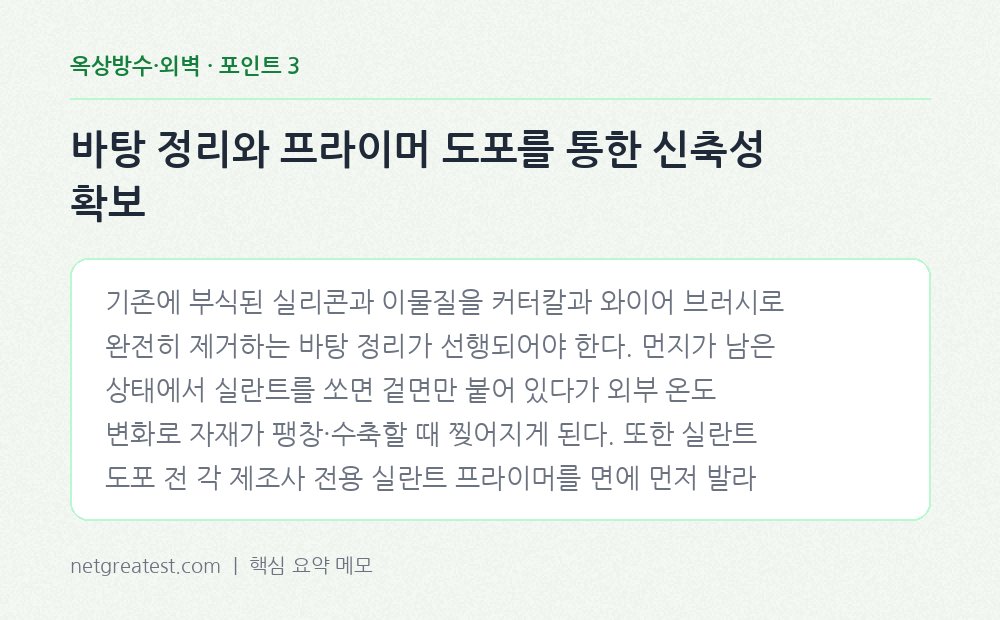 옥상방수·외벽 · 포인트 3
바탕 정리와 프라이머 도포를 통한 신축성
확보
기존에 부식된 실리콘과 이물질을 커터칼과 와이어 브러시로
완전히 제거하는 바탕 정리가 선행되어야 한다. 먼지가 남은
상태에서 실란트를 쏘면 겉면만 붙어 있다가 외부 온도
변화로 자재가 팽창·수축할 때 찢어지게 된다. 또한 실란트
도포 전 각 제조사 전용 실란트 프라이머를 면에 먼저 발라
netgreatest.com | 핵심 요약 메모